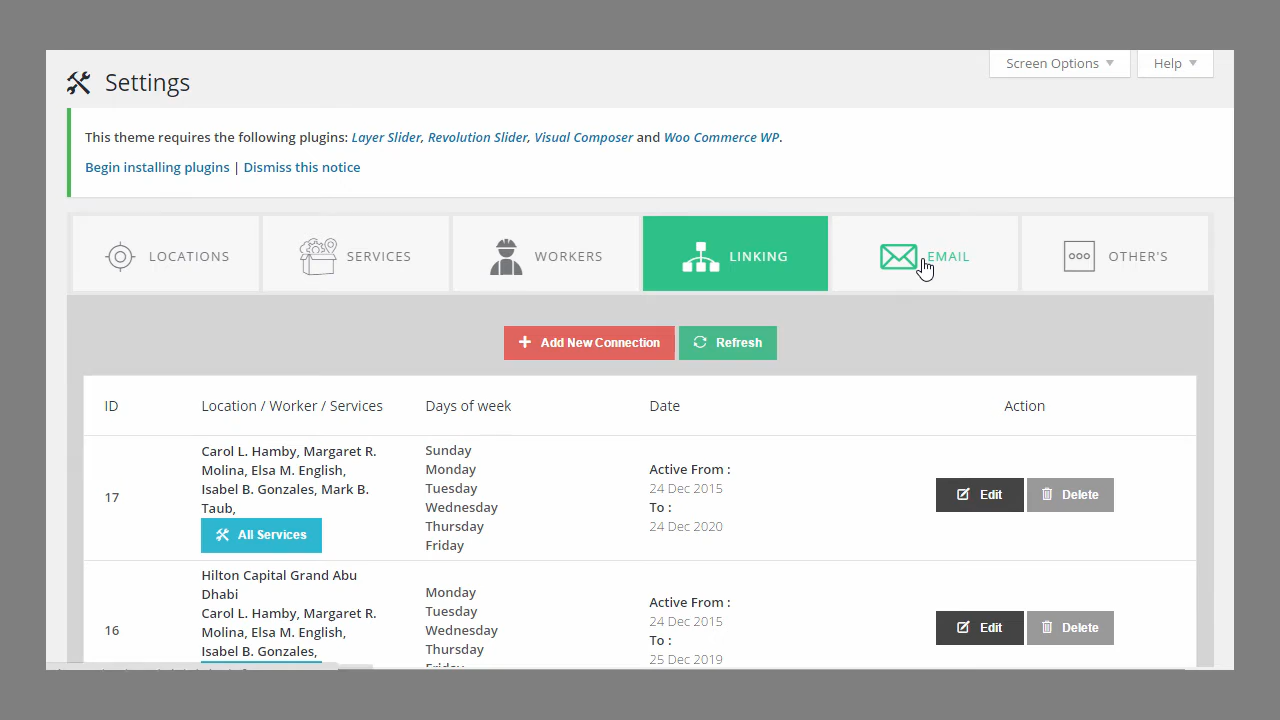 Screen Options
Help
Settings
This theme requires the following plugins: Layer Slider, Revolution Slider, Visual Composer and Woo Commerce WP.
Begin installing plugins | Dismiss this notice
LOCATIONS
SERVICES
WORKERS
LINKING
EMAIL
OTHER'S
Add New Connection
Refresh
ID
Location / Worker / Services
Days of week
Date
Action
17
Carol L. Hamby, Margaret R.
Molina, Elsa M. English,
Isabel B. Gonzales, Mark B.
Taub,
All Services
Sunday
Monday
Tuesday
Wednesday
Thursday
Friday
Active From :
24 Dec 2015
To :
24 Dec 2020
Edit
Delete
16
Hilton Capital Grand Abu
Dhabi
Carol L. Hamby, Margaret R.
Molina, Elsa M. English,
Isabel B. Gonzales,
Monday
Tuesday
Wednesday
Thursday
Friday
Active From :
24 Dec 2015
To :
25 Dec 2019
Edit
Delete